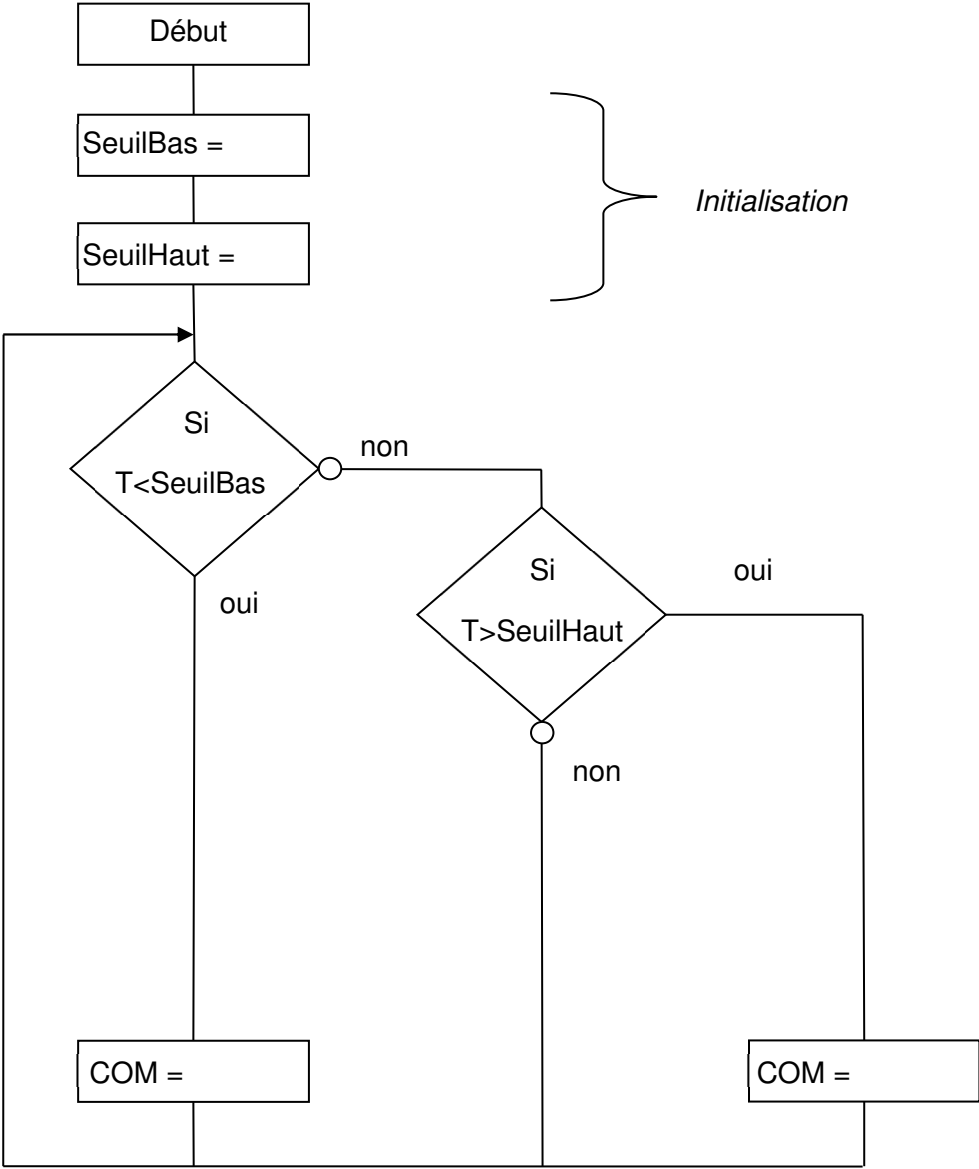 Début
SeuilBas =
Initialisation
SeuilHaut =
Si
T<SeuilBas
non
oui
Si
T>SeuilHaut
oui
non
COM =
COM =